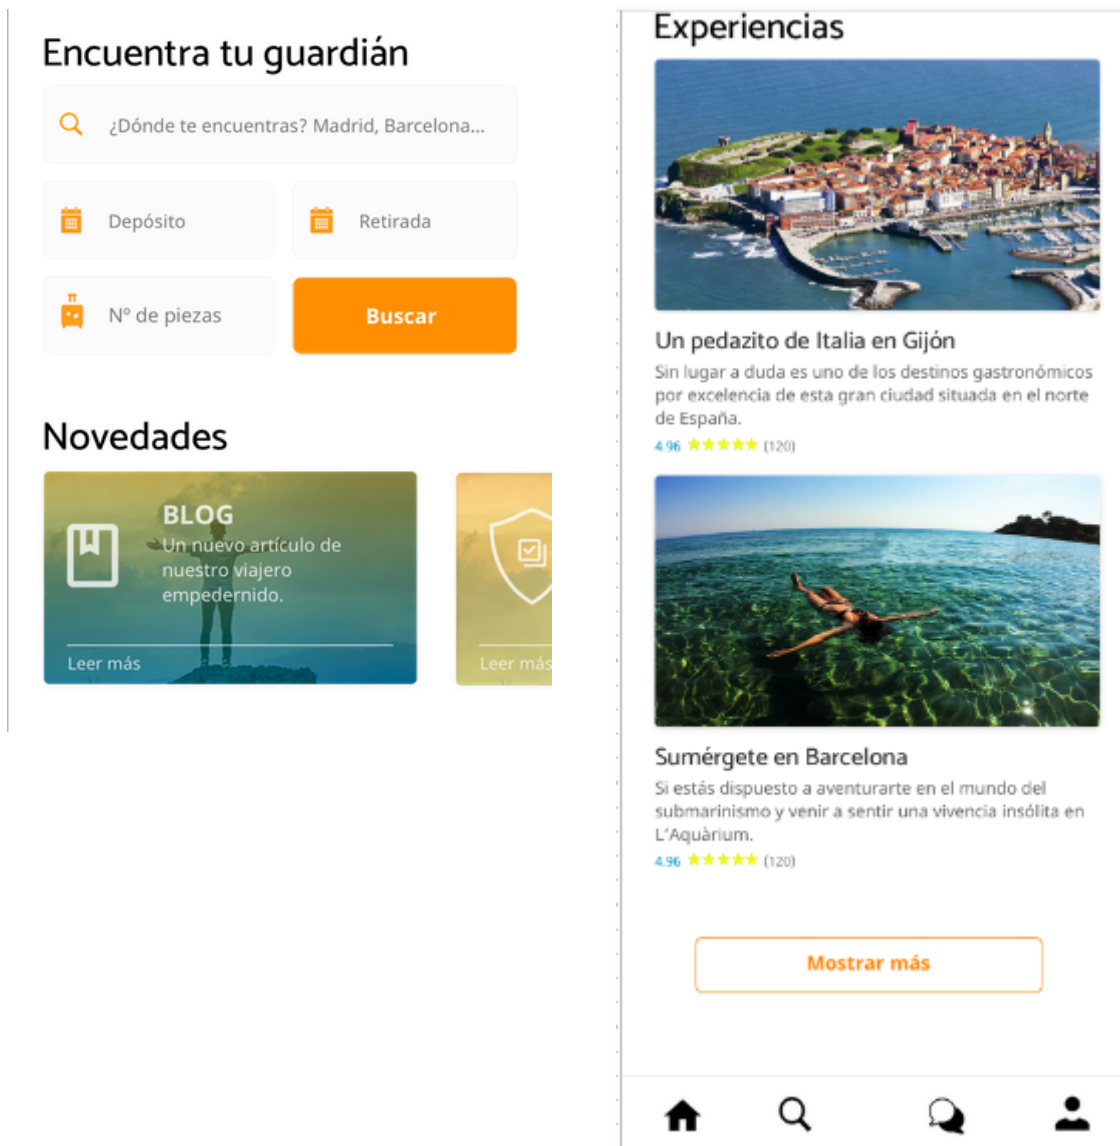 Encuentra tu guardián
¿Dónde te encuentras? Madrid, Barcelona...
Depósito
Retirada
Nº de piezas
Buscar
Novedades
BLOG
Un nuevo artículo de
nuestro viajero
empedernido.
Leer más
Leer más
Experiencias
Un pedazito de Italia en Gijón
Sin lugar a duda es uno de los destinos gastronómicos
por excelencia de esta gran ciudad situada en el norte
de España.
4.96 ★★★★★ (120)
Sumérgete en Barcelona
Si estás dispuesto a aventurarte en el mundo del
submarinismo y venir a sentir una vivencia insólita en
L'Aquàrium.
4.96 ★★★★★ (120)
Mostrar más